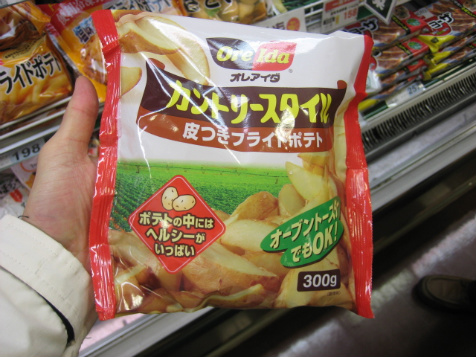 Ore Ida
オレアイダ
カントリースタイル
皮つきフライドポテト
ポテトの中には
ヘルシーが
いっぱい
オーブントースター
でもOK!
300g
ライドポテト
198